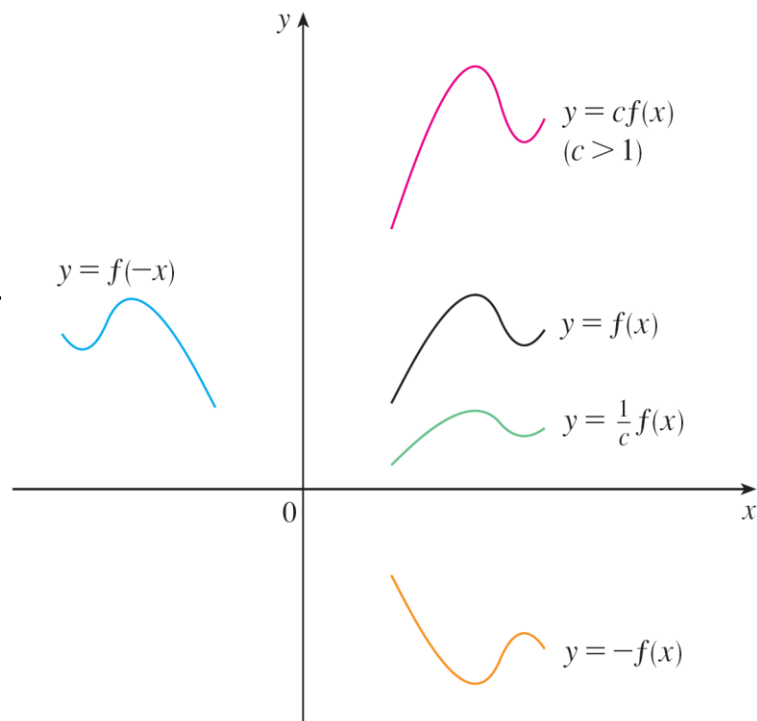 y
y = cf(x)
(c > 1)
y = f(−x)
y = f(x)
y = 1/c f(x)
0
x
y = −f(x)